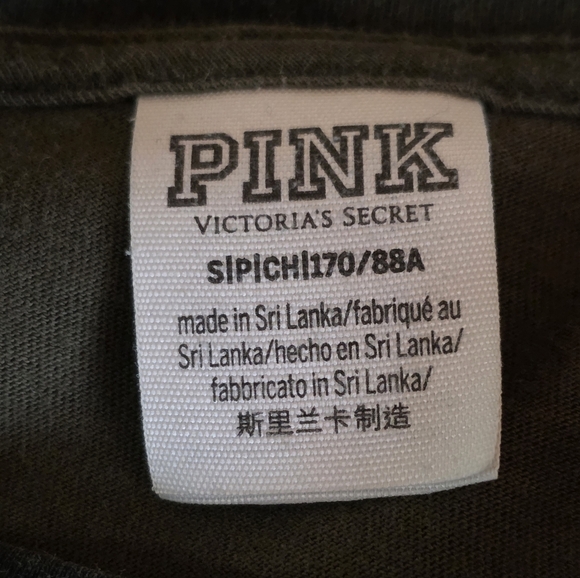 PINK
VICTORIA'S SECRET
S|P|CH|170/88A
made in Sri Lanka/fabriqué au
Sri Lanka/hecho en Sri Lanka/
fabbricato in Sri Lanka/
斯里兰卡制造